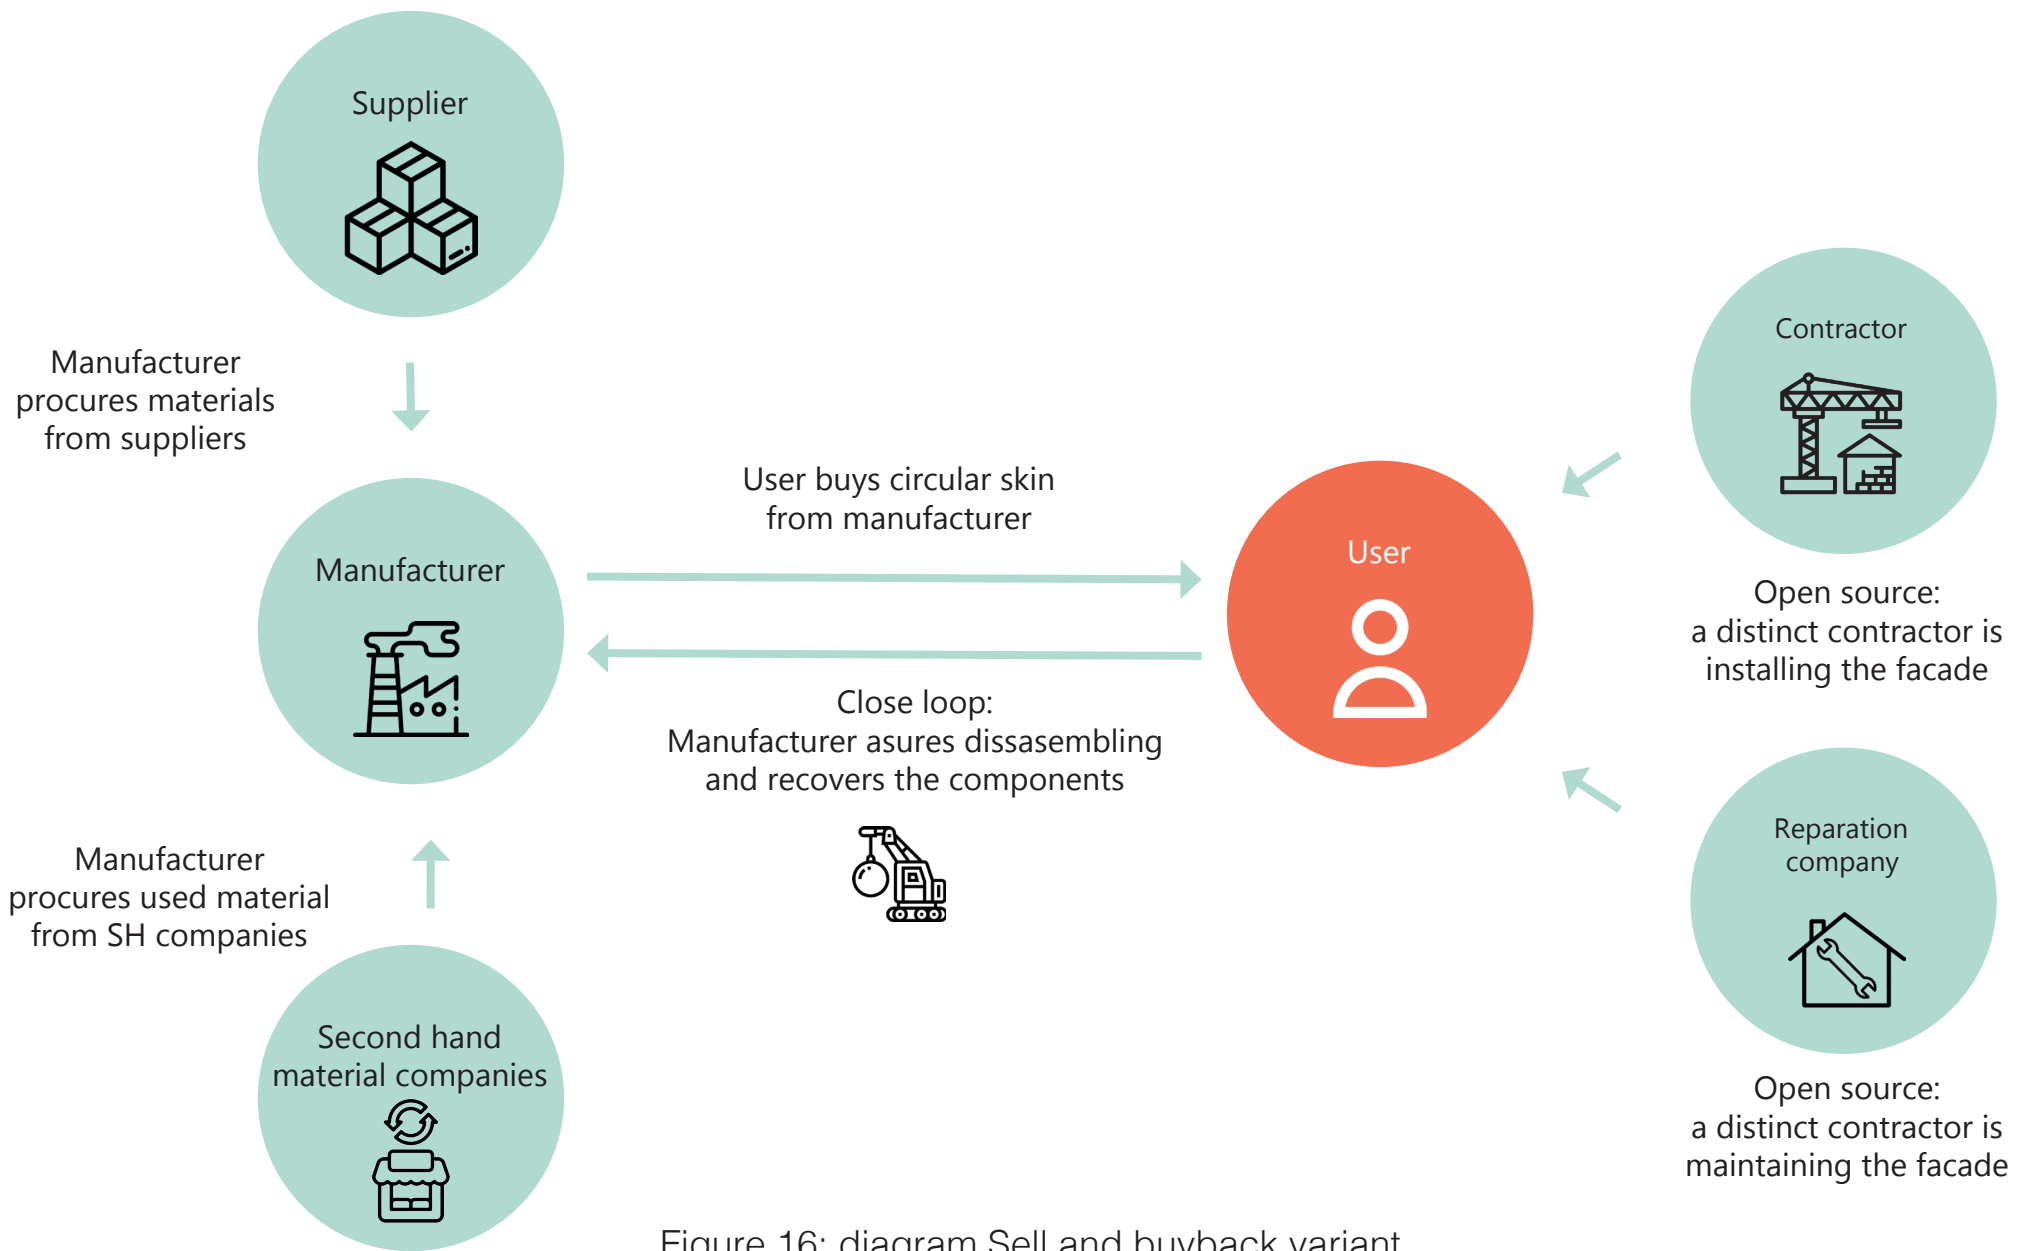 Supplier
Manufacturer
procures materials
from suppliers
Manufacturer
User buys circular skin
from manufacturer
User
Close loop:
Manufacturer asures dissasembling
and recovers the components
Contractor
Open source:
a distinct contractor is
installing the facade
Reparation
company
Open source:
a distinct contractor is
maintaining the facade
Manufacturer
procures used material
from SH companies
Second hand
material companies
Figure 16: diagram Sell and buyback variant